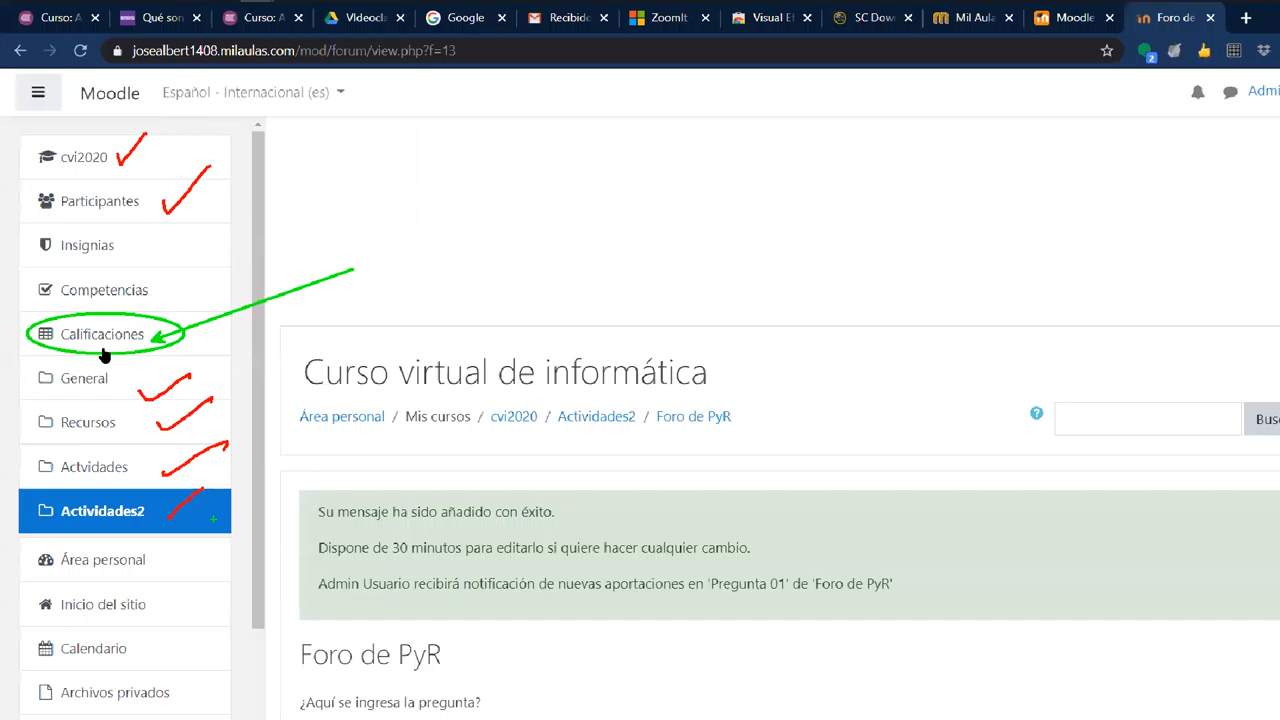 Curso: A
Qué son
Curso: A
VIdeocla
Google
Recibido
ZoomIt
Visual Ef
SC Dow
Mil Aula
Moodle
Foro de
josealbert1408.milaulas.com/mod/forum/view.php?f=13
2
Moodle
Español - Internacional (es)
Admi
cvi2020
Participantes
Insignias
Competencias
Calificaciones
General
Recursos
Actvidades
Actividades2
Área personal
Inicio del sitio
Calendario
Archivos privados
Curso virtual de informática
Área personal / Mis cursos / cvi2020 / Actividades2 / Foro de PyR
Busc
Su mensaje ha sido añadido con éxito.
Dispone de 30 minutos para editarlo si quiere hacer cualquier cambio.
Admin Usuario recibirá notificación de nuevas aportaciones en 'Pregunta 01' de 'Foro de PyR'
Foro de PyR
¿Aquí se ingresa la pregunta?